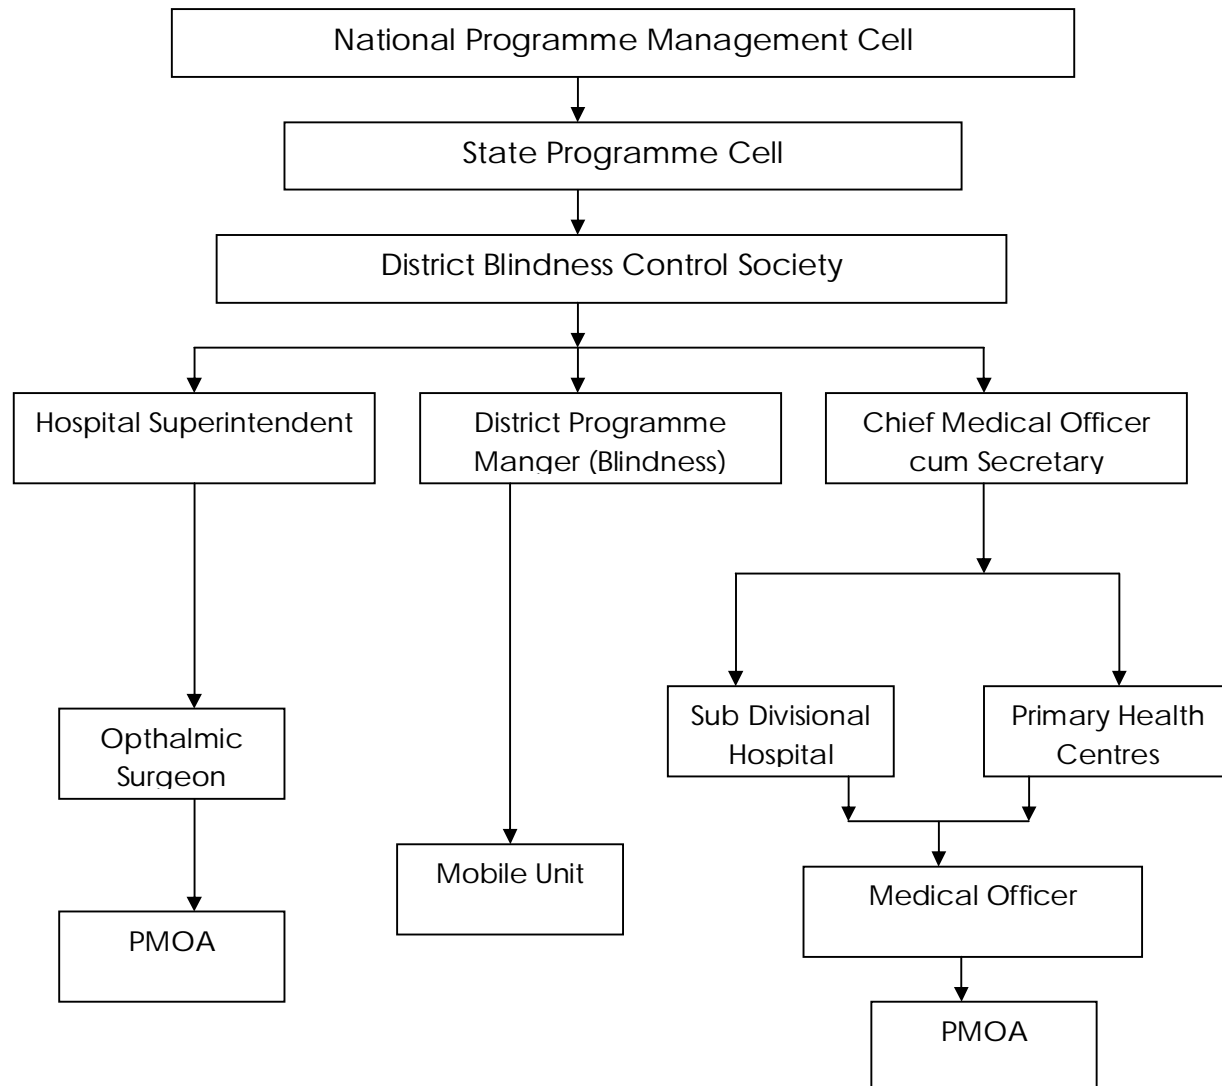 National Programme Management Cell
State Programme Cell
District Blindness Control Society
Hospital Superintendent
District Programme
Manger (Blindness)
Chief Medical Officer
cum Secretary
Sub Divisional
Hospital
Primary Health
Centres
Opthalmic
Surgeon
Mobile Unit
Medical Officer
PMOA
PMOA